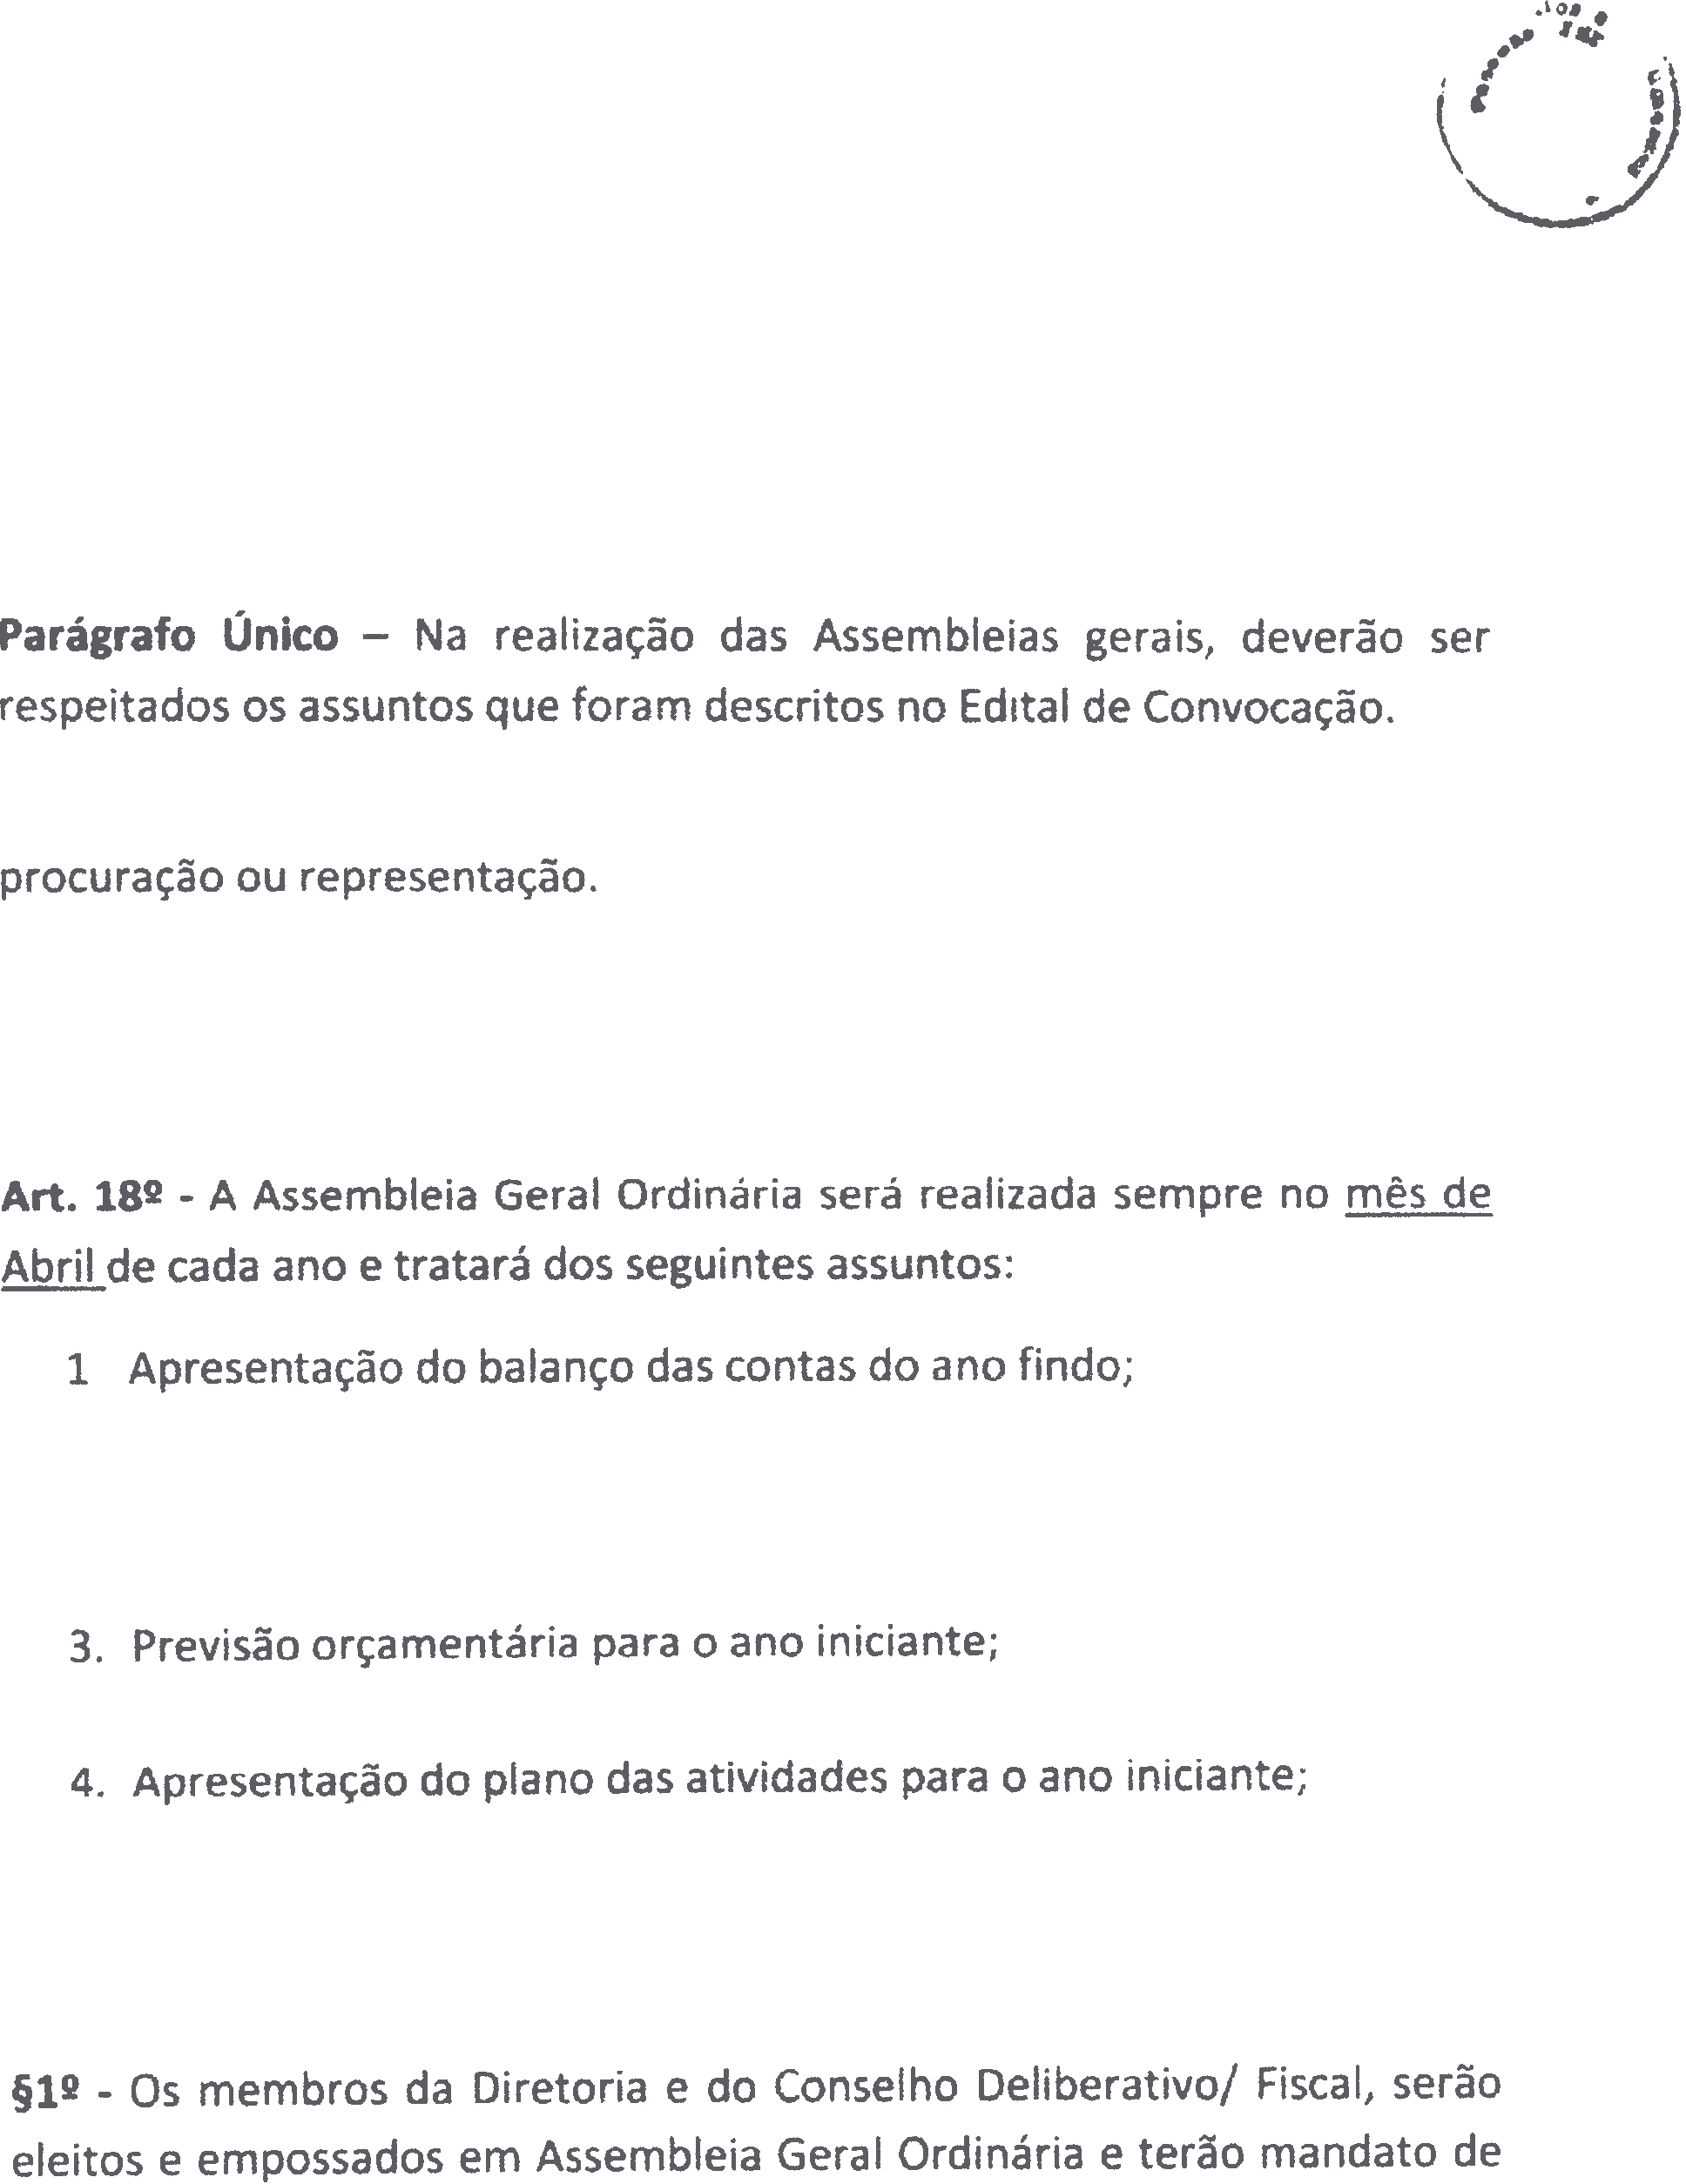 Parágrafo Único – Na realização das Assembleias gerais, deverão ser
respeitados os assuntos que foram descritos no Edital de Convocação.
procuração ou representação.
Art. 18º - A Assembleia Geral Ordinária será realizada sempre no mês de
Abril de cada ano e tratará dos seguintes assuntos:
1 Apresentação do balanço das contas do ano findo;
3. Previsão orçamentária para o ano iniciante;
4. Apresentação do plano das atividades para o ano iniciante;
§1º - Os membros da Diretoria e do Conselho Deliberativo/ Fiscal, serão
eleitos e empossados em Assembleia Geral Ordinária e terão mandato de